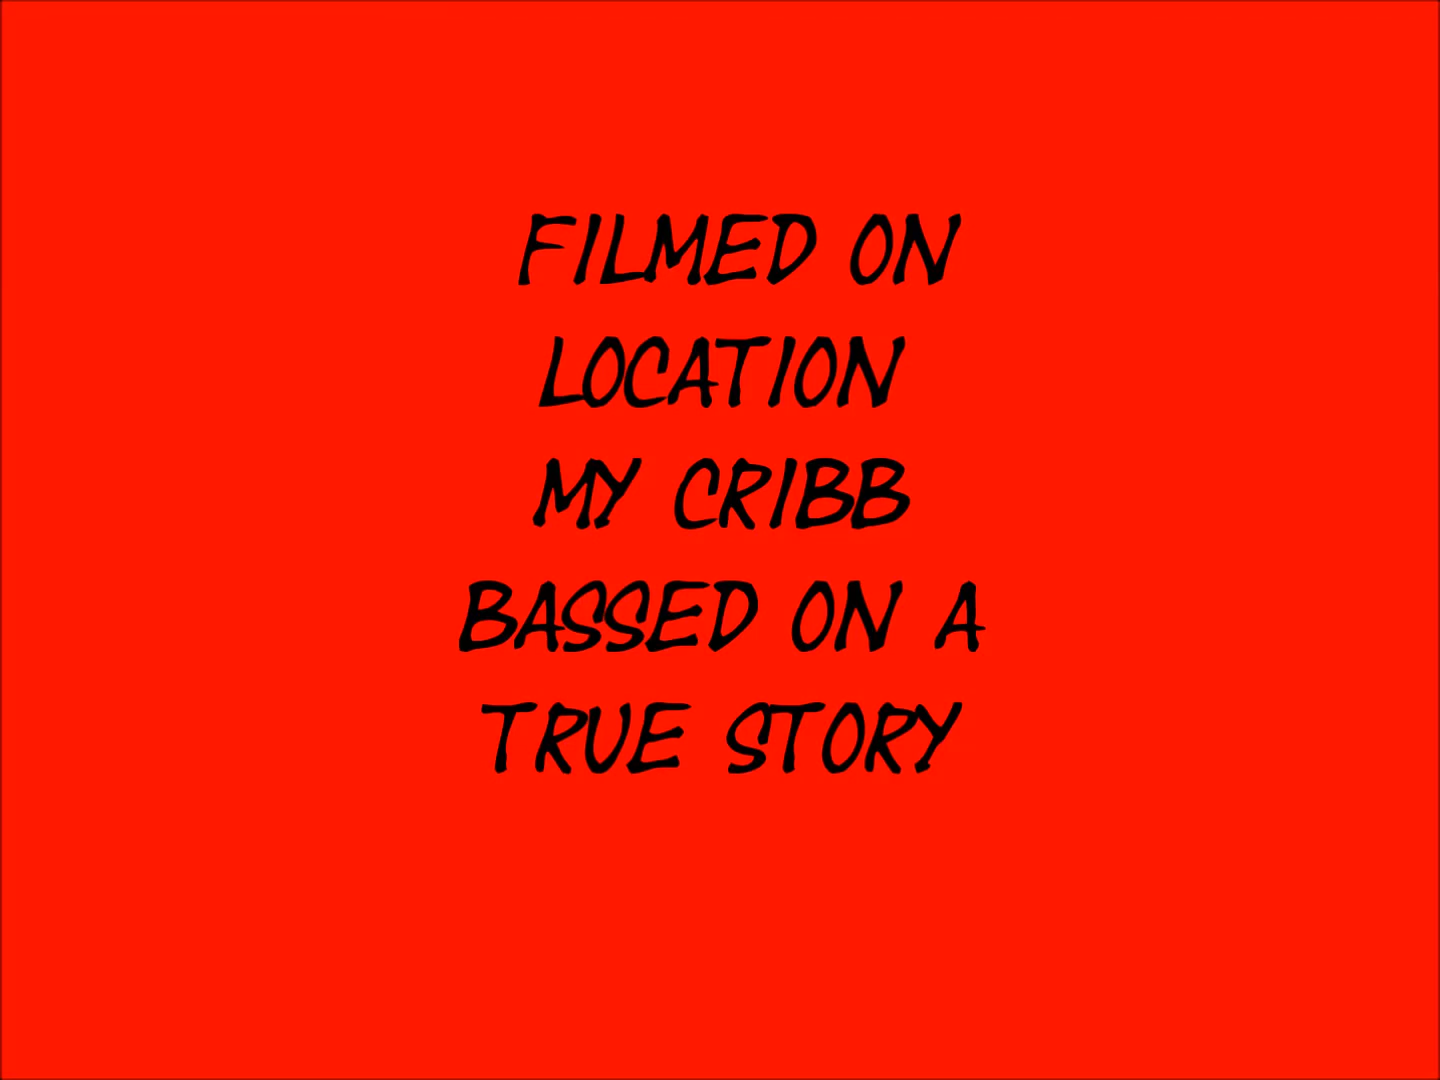 FILMED ON
LOCATION
MY CRIBB
BASSED ON A
TRUE STORY